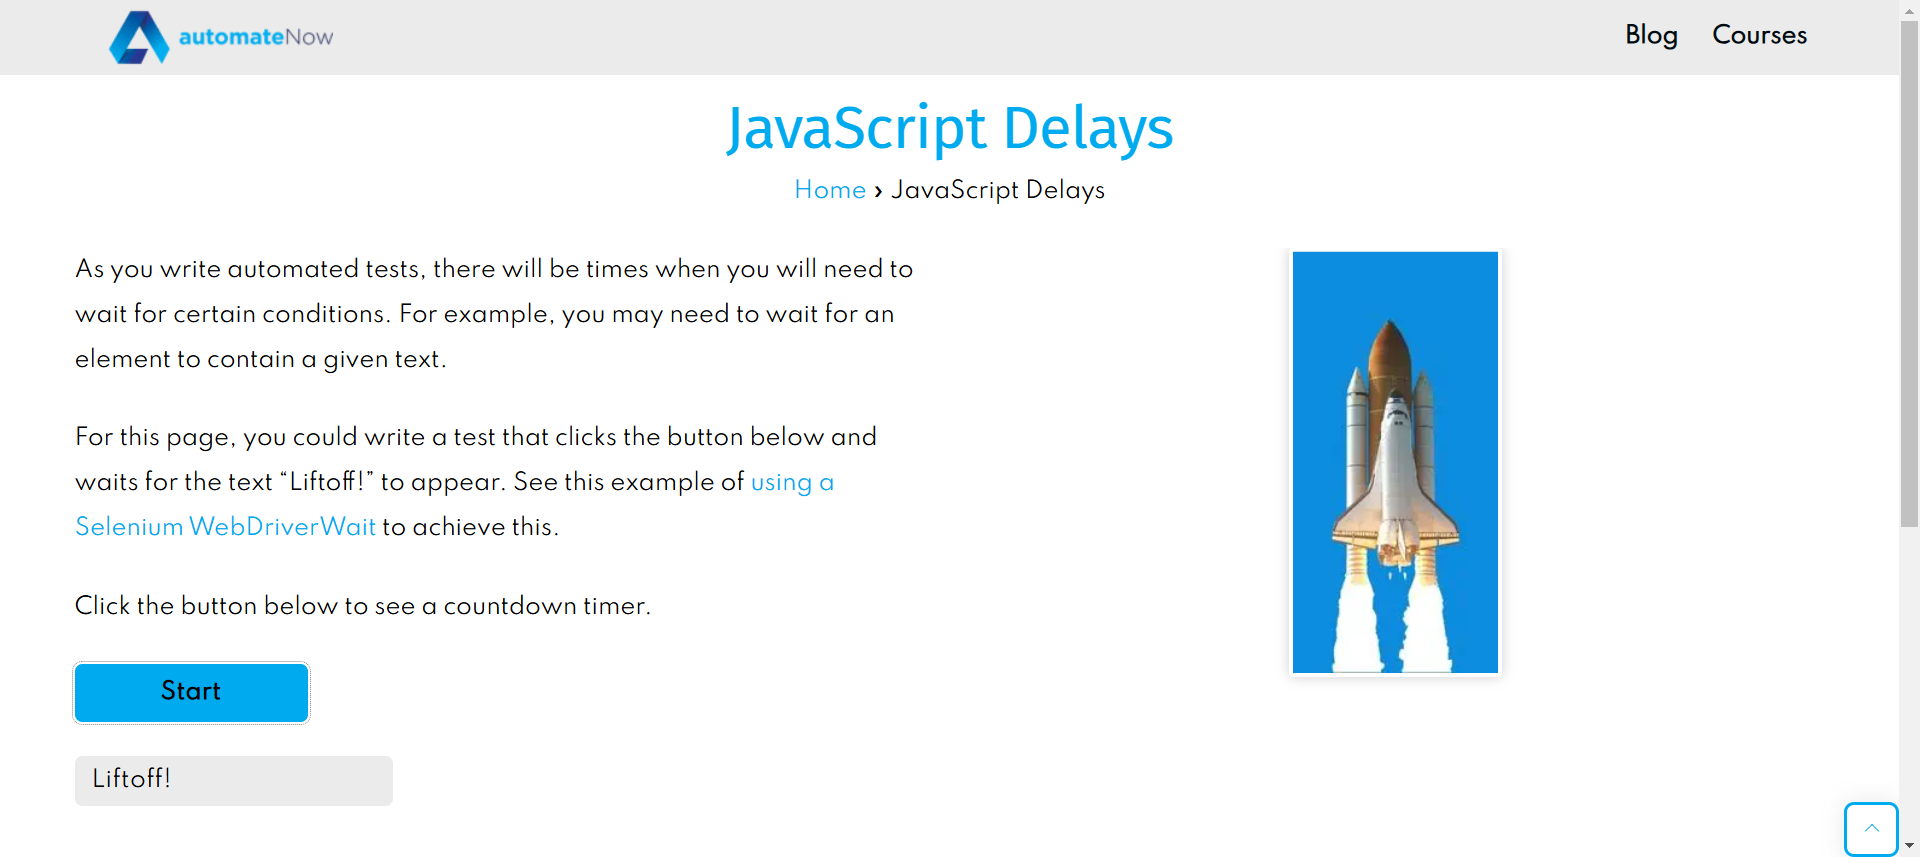 automateNow
Blog
Courses
JavaScript Delays
Home › JavaScript Delays
As you write automated tests, there will be times when you will need to
wait for certain conditions. For example, you may need to wait for an
element to contain a given text.
For this page, you could write a test that clicks the button below and
waits for the text “Liftoff!” to appear. See this example of using a
Selenium WebDriverWait to achieve this.
Click the button below to see a countdown timer.
Start
Liftoff!